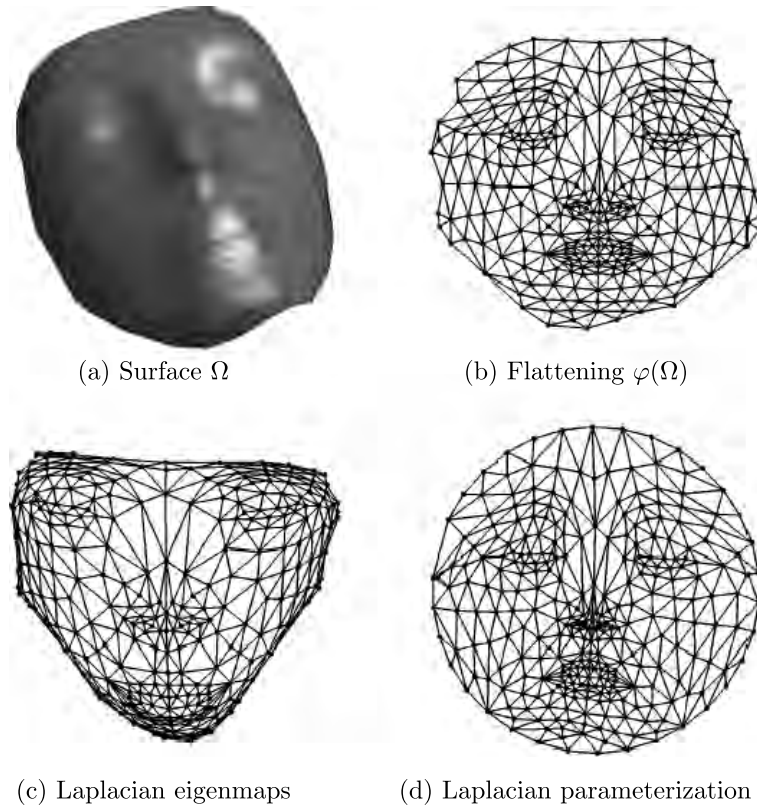 (a) Surface Ω
(b) Flattening φ(Ω)
(c) Laplacian eigenmaps
(d) Laplacian parameterization